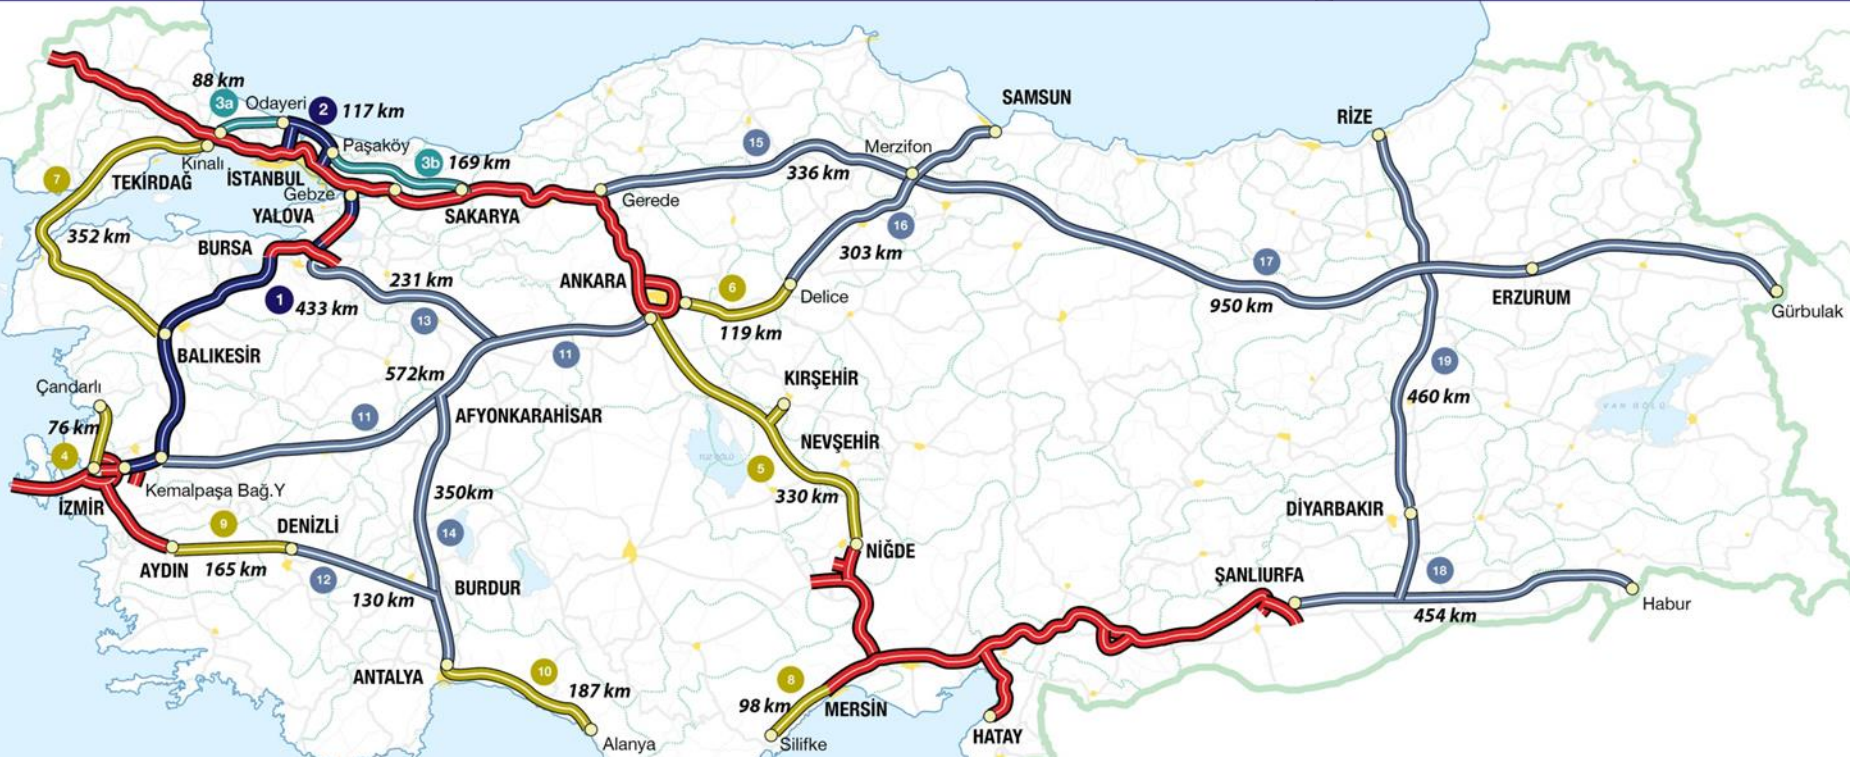 88 km
3a
Odayeri
2
117 km
Paşaköy
3b
169 km
Kınalı
İSTANBUL
7
TEKİRDAĞ
Gebze
YALOVA
SAKARYA
352 km
BURSA
1
433 km
231 km
13
BALIKESİR
572km
11
11
Çandarlı
76 km
4
İZMİR
Kemalpaşa Bağ.Y
AFYONKARAHİSAR
9
DENİZLİ
AYDIN
165 km
12
130 km
350km
14
BURDUR
ANTALYA
10
187 km
Alanya
15
336 km
Merzifon
SAMSUN
Gerede
ANKARA
6
119 km
Delice
16
303 km
KIRŞEHİR
NEVŞEHİR
TUZ GÖLÜ
5
330 km
NİĞDE
8
98 km
MERSİN
Silifke
HATAY
RİZE
17
950 km
ERZURUM
Gürbulak
19
460 km
VAN GÖLÜ
DİYARBAKIR
ŞANLIURFA
18
454 km
Habur